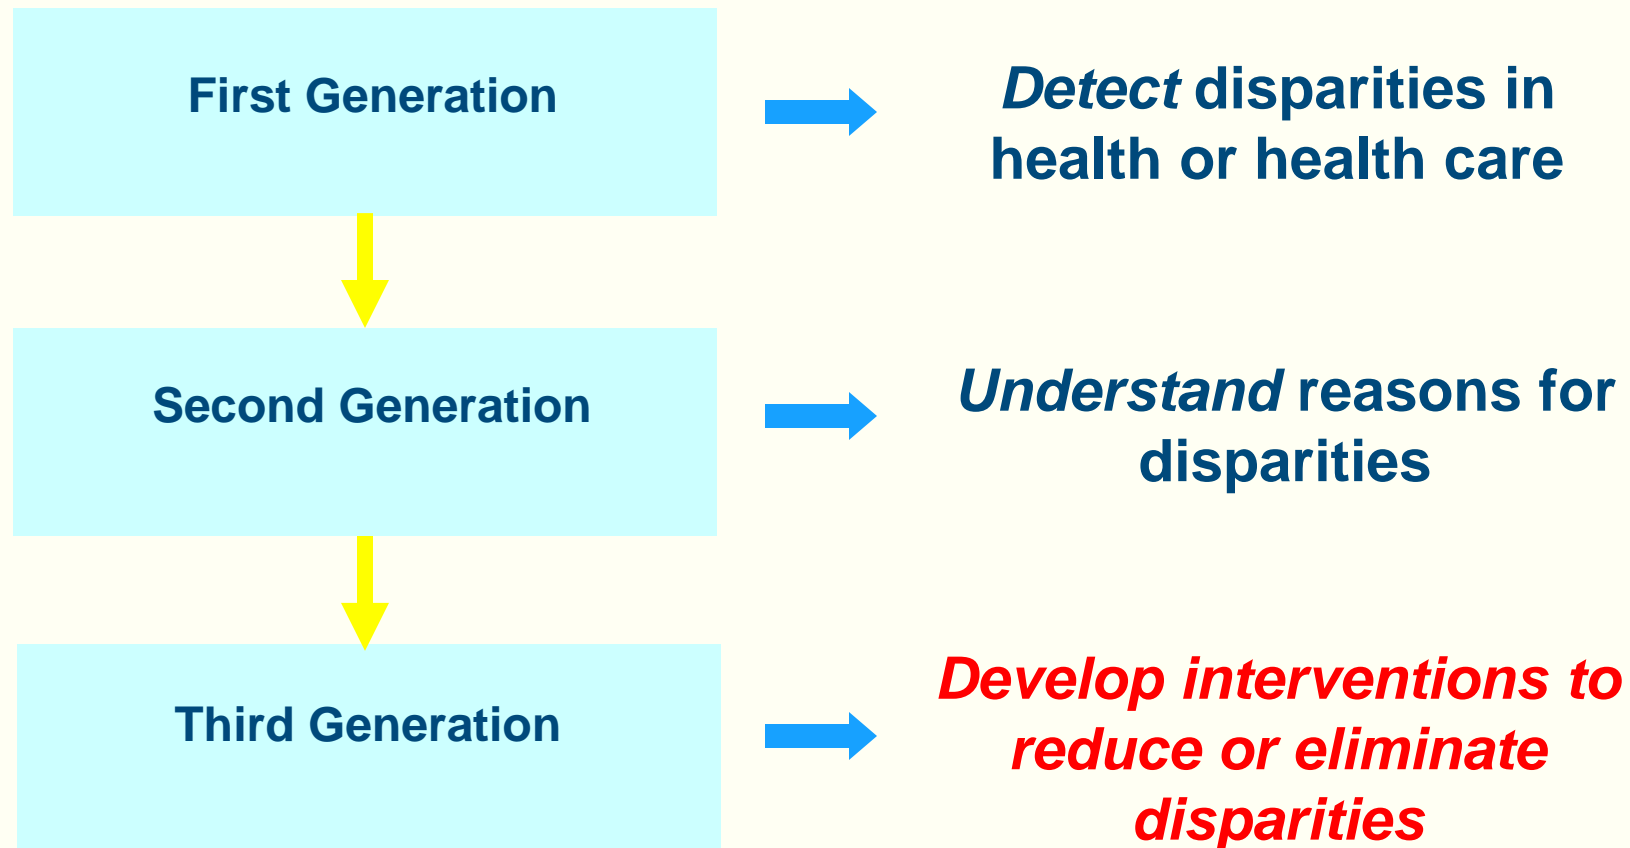 First Generation
Detect disparities in
health or health care
Second Generation
Understand reasons for
disparities
Third Generation
Develop interventions to
reduce or eliminate
disparities